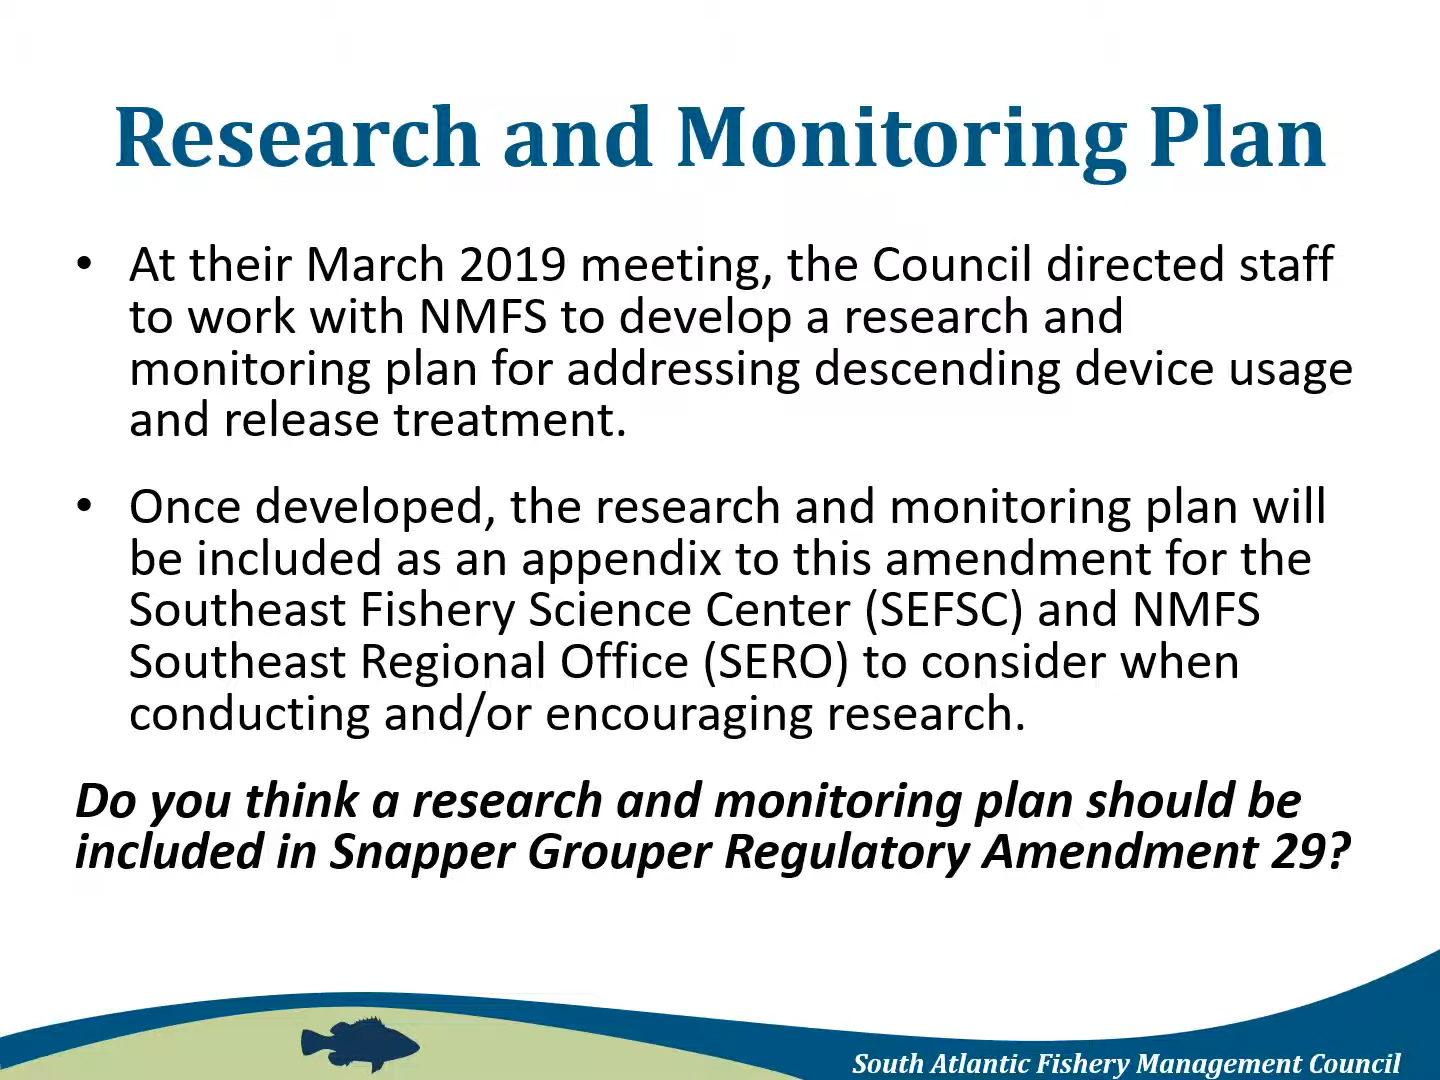 Research and Monitoring Plan
• At their March 2019 meeting, the Council directed staff
to work with NMFS to develop a research and
monitoring plan for addressing descending device usage
and release treatment.
• Once developed, the research and monitoring plan will
be included as an appendix to this amendment for the
Southeast Fishery Science Center (SEFSC) and NMFS
Southeast Regional Office (SERO) to consider when
conducting and/or encouraging research.
Do you think a research and monitoring plan should be
included in Snapper Grouper Regulatory Amendment 29?
South Atlantic Fishery Management Council